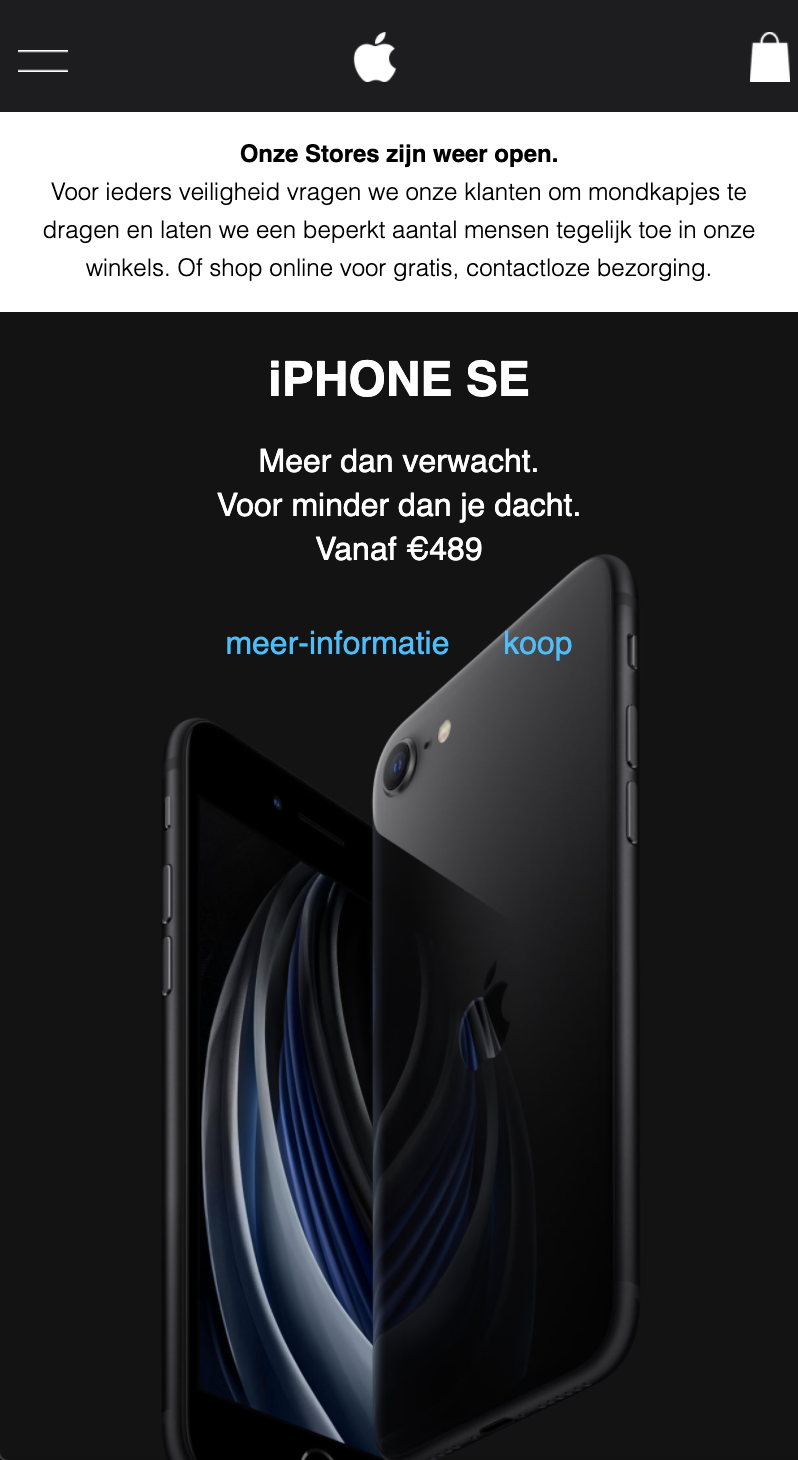 Onze Stores zijn weer open.
Voor ieders veiligheid vragen we onze klanten om mondkapjes te
dragen en laten we een beperkt aantal mensen tegelijk toe in onze
winkels. Of shop online voor gratis, contactloze bezorging.
iPHONE SE
Meer dan verwacht.
Voor minder dan je dacht.
Vanaf €489
meer-informatie koop